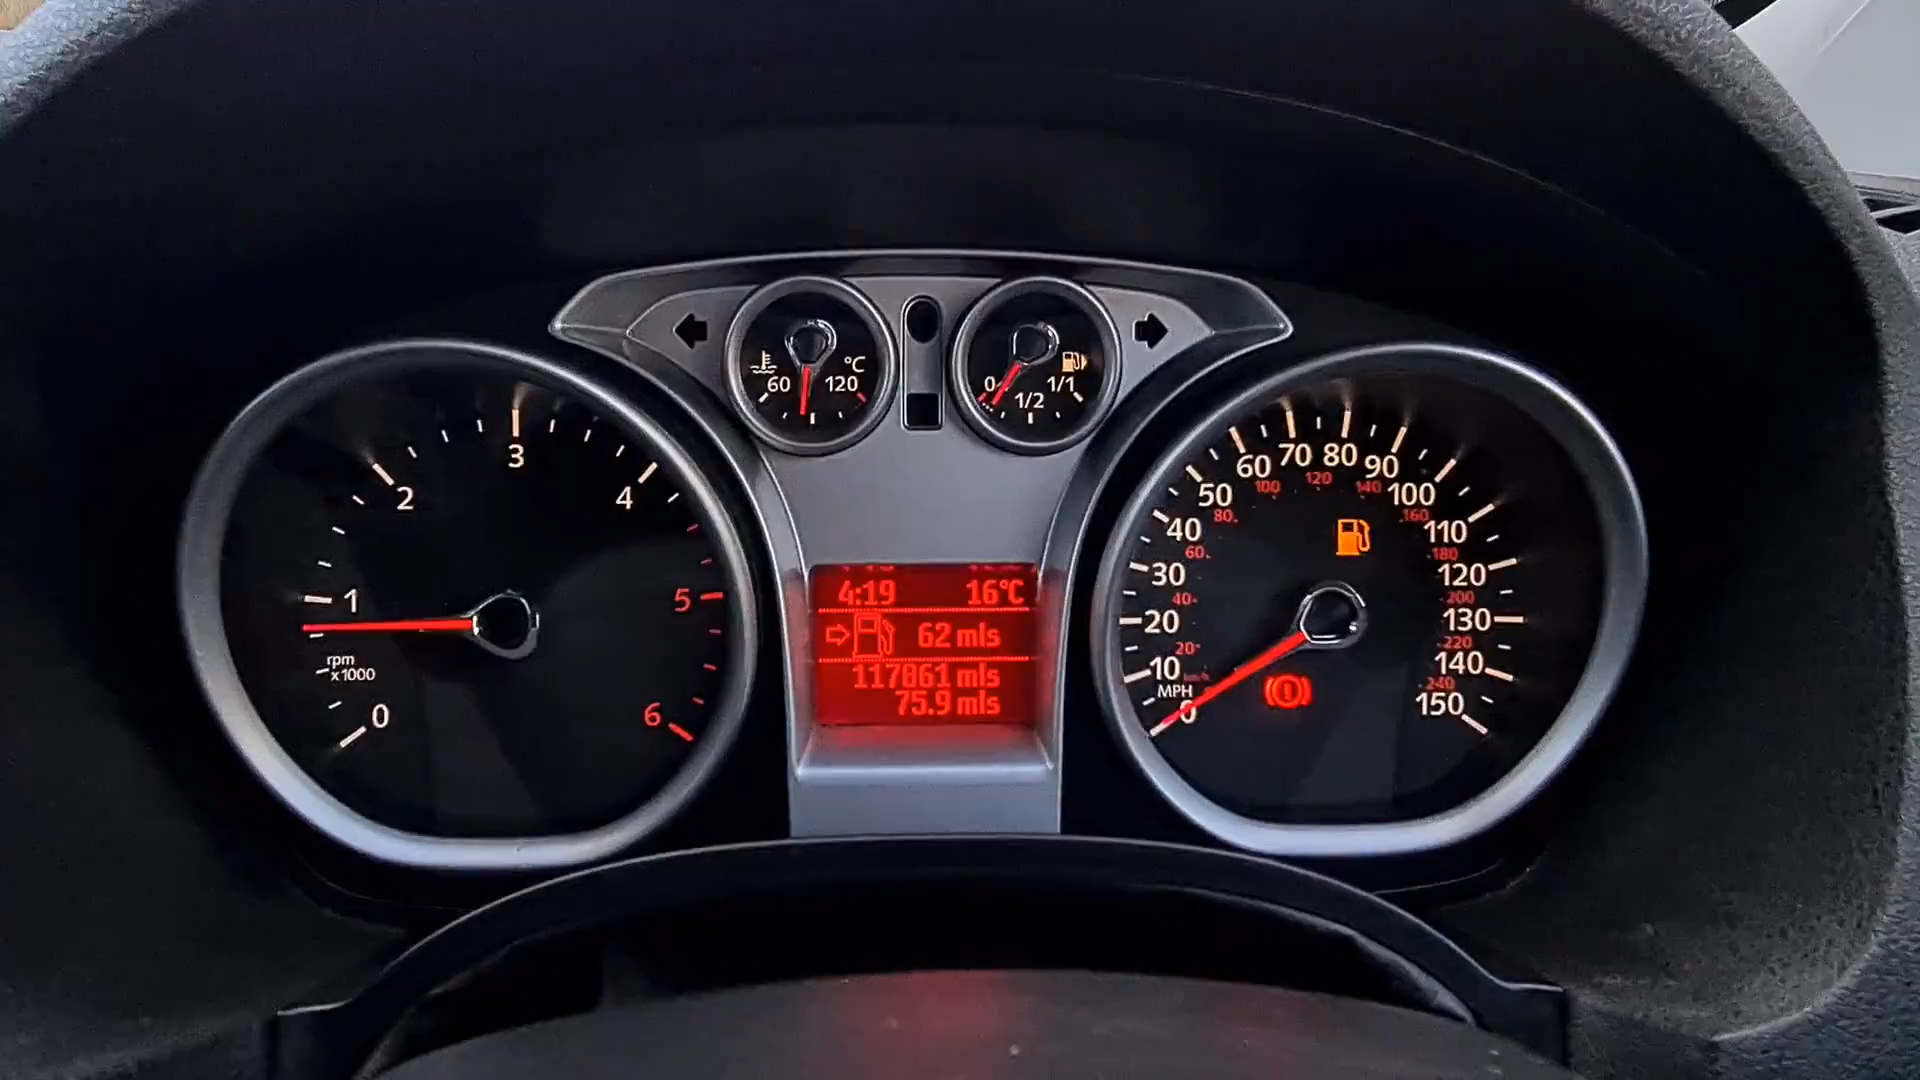 60 120 °C
0 1/2 1/1
0 1 2 3 4 5 6
rpm
x1000
4:19 16°C
62 mls
117861 mls
75.9 mls
0 10 20 30 40 50 60 70 80 90 100 110 120 130 140 150
MPH
km/h
20 40 60 80 100 120 140 160 180 200 220 240